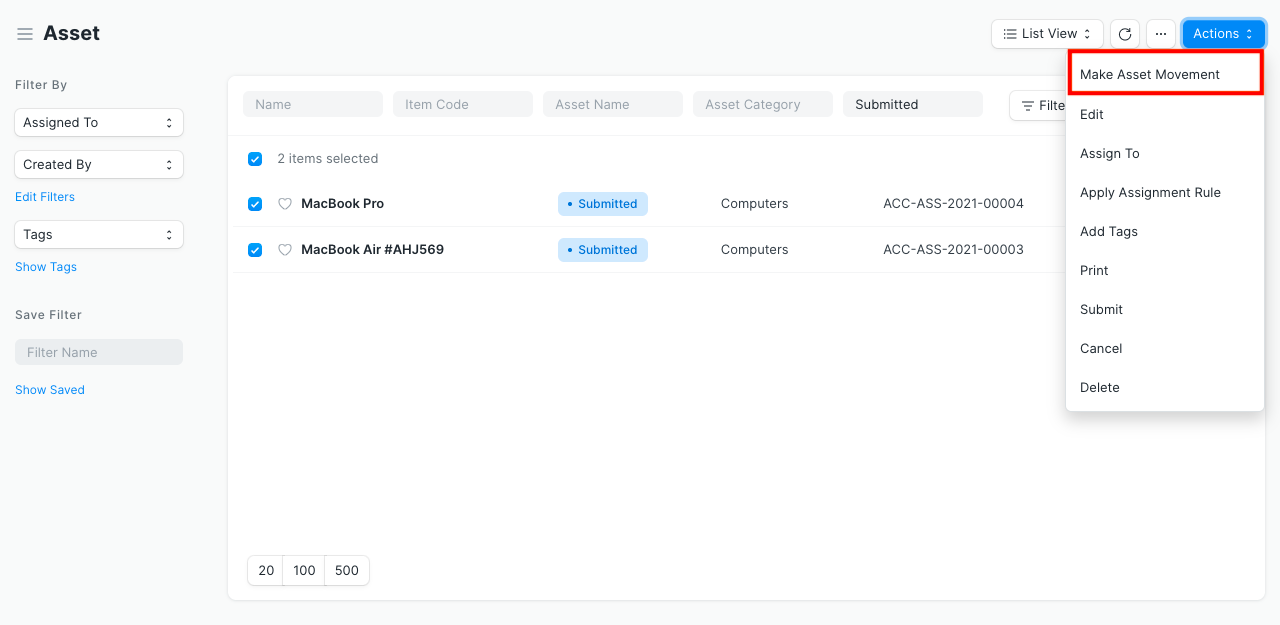 Asset
List View
...
Actions
Filter By
Assigned To
Created By
Edit Filters
Tags
Show Tags
Save Filter
Filter Name
Show Saved
Name
Item Code
Asset Name
Asset Category
Submitted
2 items selected
MacBook Pro
• Submitted
Computers
ACC-ASS-2021-00004
MacBook Air #AHJ569
• Submitted
Computers
ACC-ASS-2021-00003
20
100
500
Make Asset Movement
Edit
Assign To
Apply Assignment Rule
Add Tags
Print
Submit
Cancel
Delete